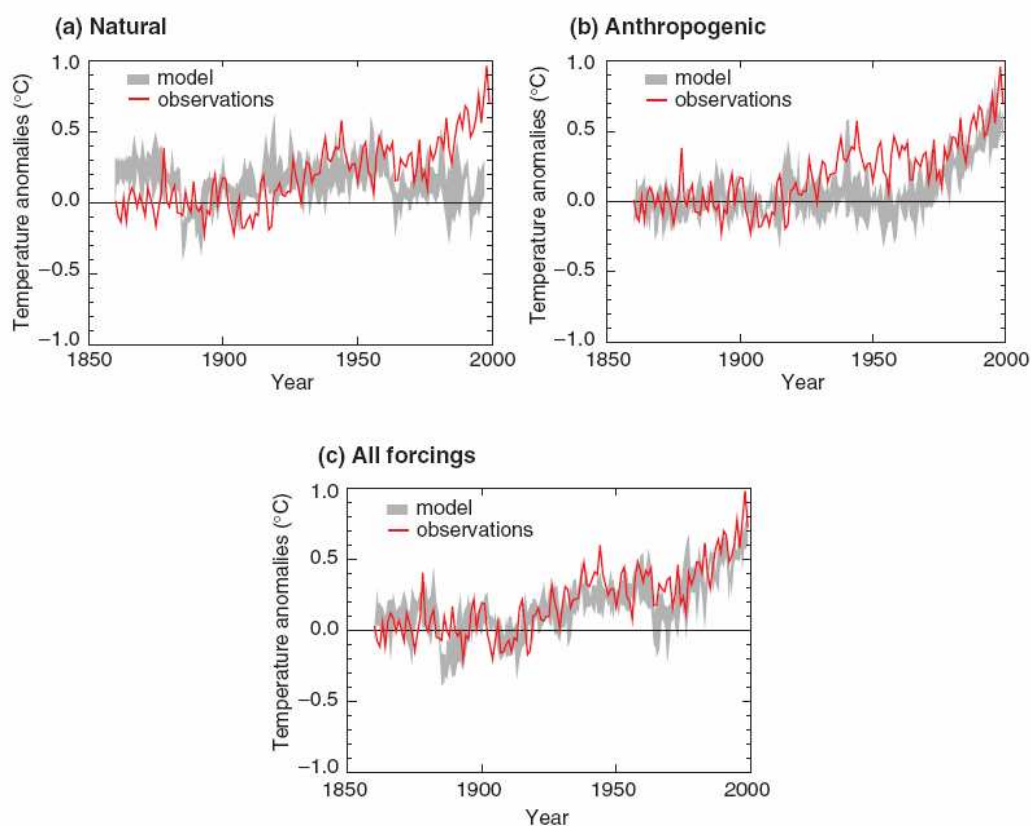 (a) Natural
Temperature anomalies (°C)
1.0
0.5
0.0
−0.5
−1.0
model
observations
1850
1900
1950
2000
Year
(b) Anthropogenic
Temperature anomalies (°C)
1.0
0.5
0.0
−0.5
−1.0
model
observations
1850
1900
1950
2000
Year
(c) All forcings
Temperature anomalies (°C)
1.0
0.5
0.0
−0.5
−1.0
model
observations
1850
1900
1950
2000
Year